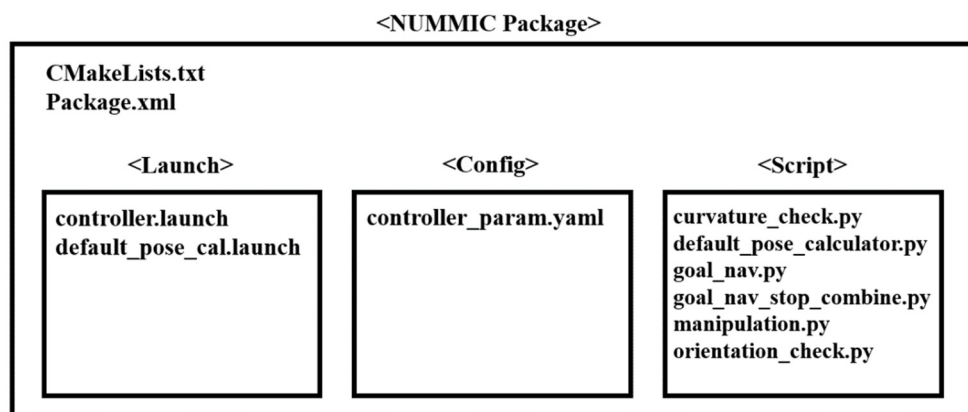 <NUMMIC Package>
CMakeLists.txt
Package.xml
<Launch>
controller.launch
default_pose_cal.launch
<Config>
controller_param.yaml
<Script>
curvature_check.py
default_pose_calculator.py
goal_nav.py
goal_nav_stop_combine.py
manipulation.py
orientation_check.py